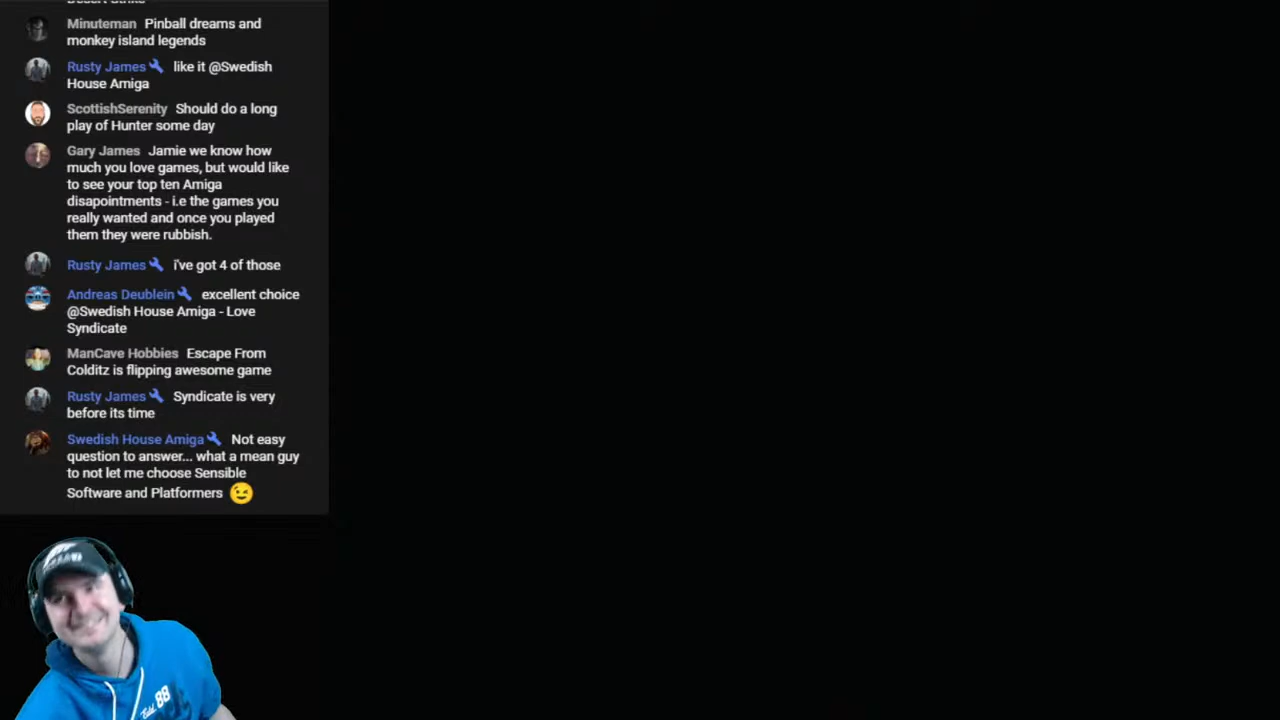 Desert Strike
Minuteman Pinball dreams and
monkey island legends
Rusty James like it @Swedish
House Amiga
ScottishSerenity Should do a long
play of Hunter some day
Gary James Jamie we know how
much you love games, but would like
to see your top ten Amiga
disapointments - i.e the games you
really wanted and once you played
them they were rubbish.
Rusty James i've got 4 of those
Andreas Deublein excellent choice
@Swedish House Amiga - Love
Syndicate
ManCave Hobbies Escape From
Colditz is flipping awesome game
Rusty James Syndicate is very
before its time
Swedish House Amiga Not easy
question to answer... what a mean guy
to not let me choose Sensible
Software and Platformers 😉
88